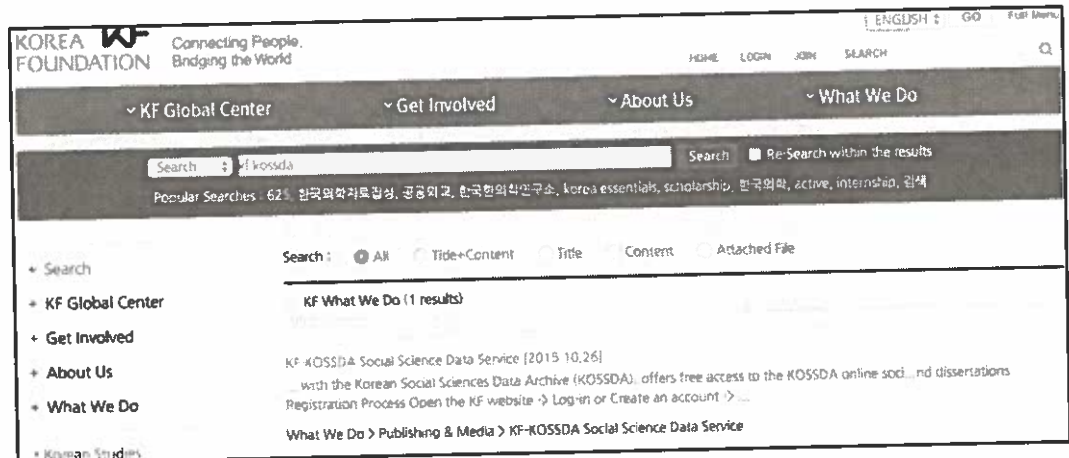 ENGLISH GO Full Menu
KOREA KF FOUNDATION
Connecting People, Bridging the World
HOME LOGIN JOIN SEARCH
KF Global Center Get Involved About Us What We Do
Search kf kossda Search Re-Search within the results
Popular Searches : 625, 한국의학자료집성, 공공외교, 한국한의학연구소, korea essentials, scholarship, 한국의학, active, internship, 검색
Search : All Title+Content Title Content Attached File
Search
KF Global Center
Get Involved
About Us
What We Do
Korean Studies
KF What We Do (1 results)
KF-KOSSDA Social Science Data Service [2015.10.26]
... with the Korean Social Sciences Data Archive (KOSSDA), offers free access to the KOSSDA online soci...nd dissertations
Registration Process Open the KF website -> Log-in or Create an account -> ...
What We Do > Publishing & Media > KF-KOSSDA Social Science Data Service